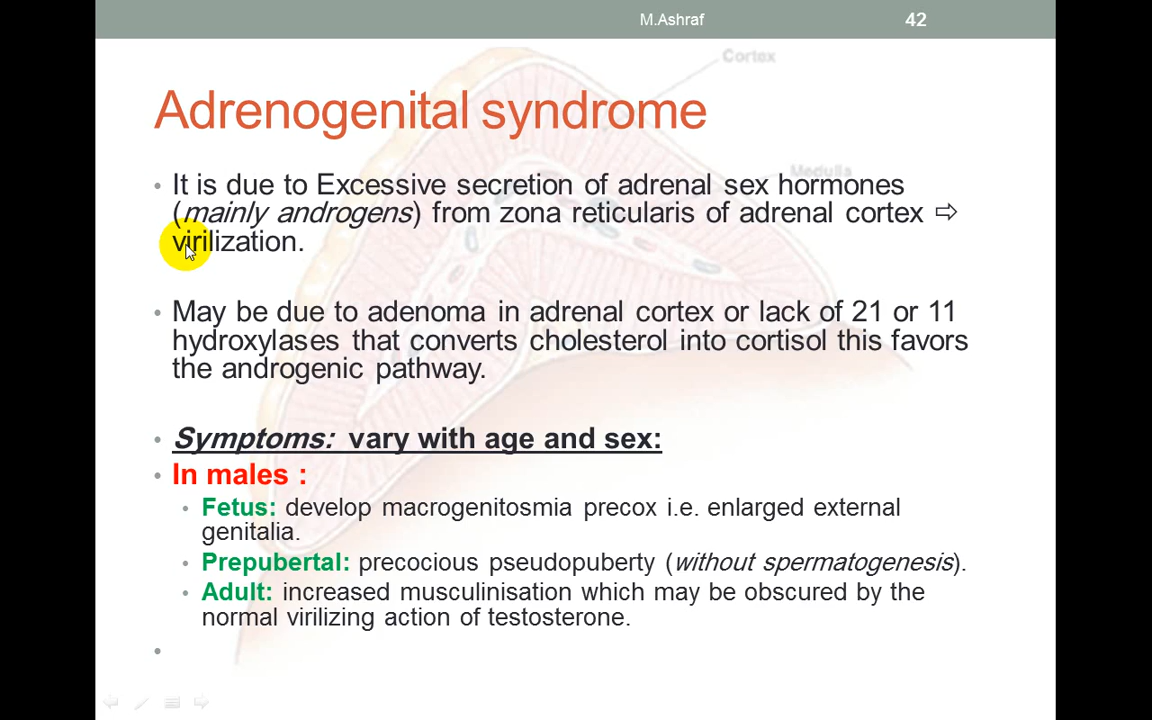 M.Ashraf 42
Cortex
Adrenogenital syndrome
Medulla
• It is due to Excessive secretion of adrenal sex hormones
(mainly androgens) from zona reticularis of adrenal cortex ⇨
virilization.
• May be due to adenoma in adrenal cortex or lack of 21 or 11
hydroxylases that converts cholesterol into cortisol this favors
the androgenic pathway.
• Symptoms: vary with age and sex:
• In males :
• Fetus: develop macrogenitosmia precox i.e. enlarged external
genitalia.
• Prepubertal: precocious pseudopuberty (without spermatogenesis).
• Adult: increased musculinisation which may be obscured by the
normal virilizing action of testosterone.
•